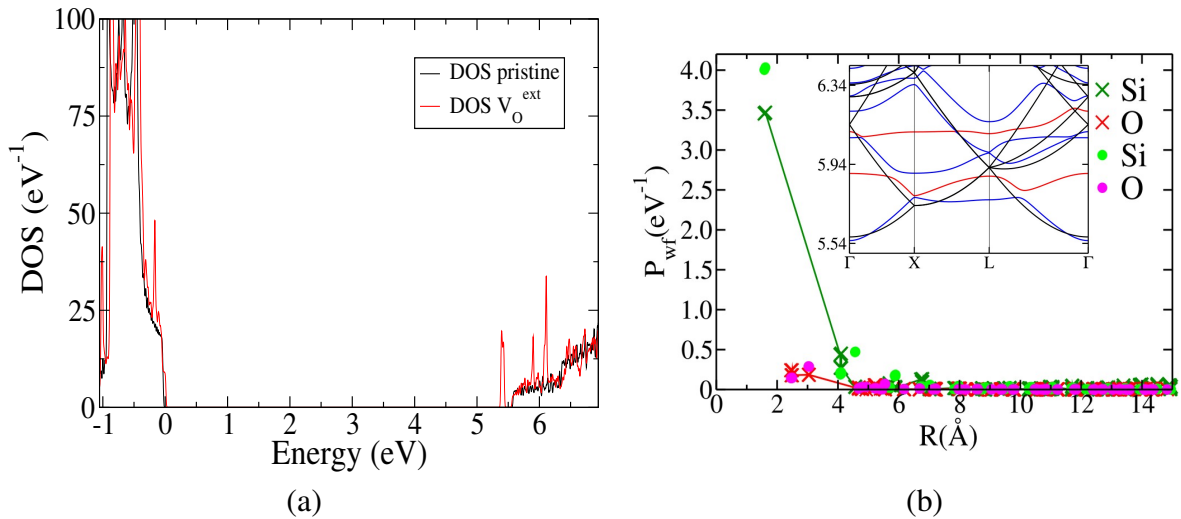 100
75
50
25
0
DOS (eV⁻¹)
DOS pristine
DOS V_O^ext
-1 0 1 2 3 4 5 6
Energy (eV)
(a)
4.0
3.5
3.0
2.5
2.0
1.5
1.0
0.5
0
P_wf(eV⁻¹)
6.34
5.94
5.54
Γ X L Γ
Si
O
Si
O
0 2 4 6 8 10 12 14
R(Å)
(b)